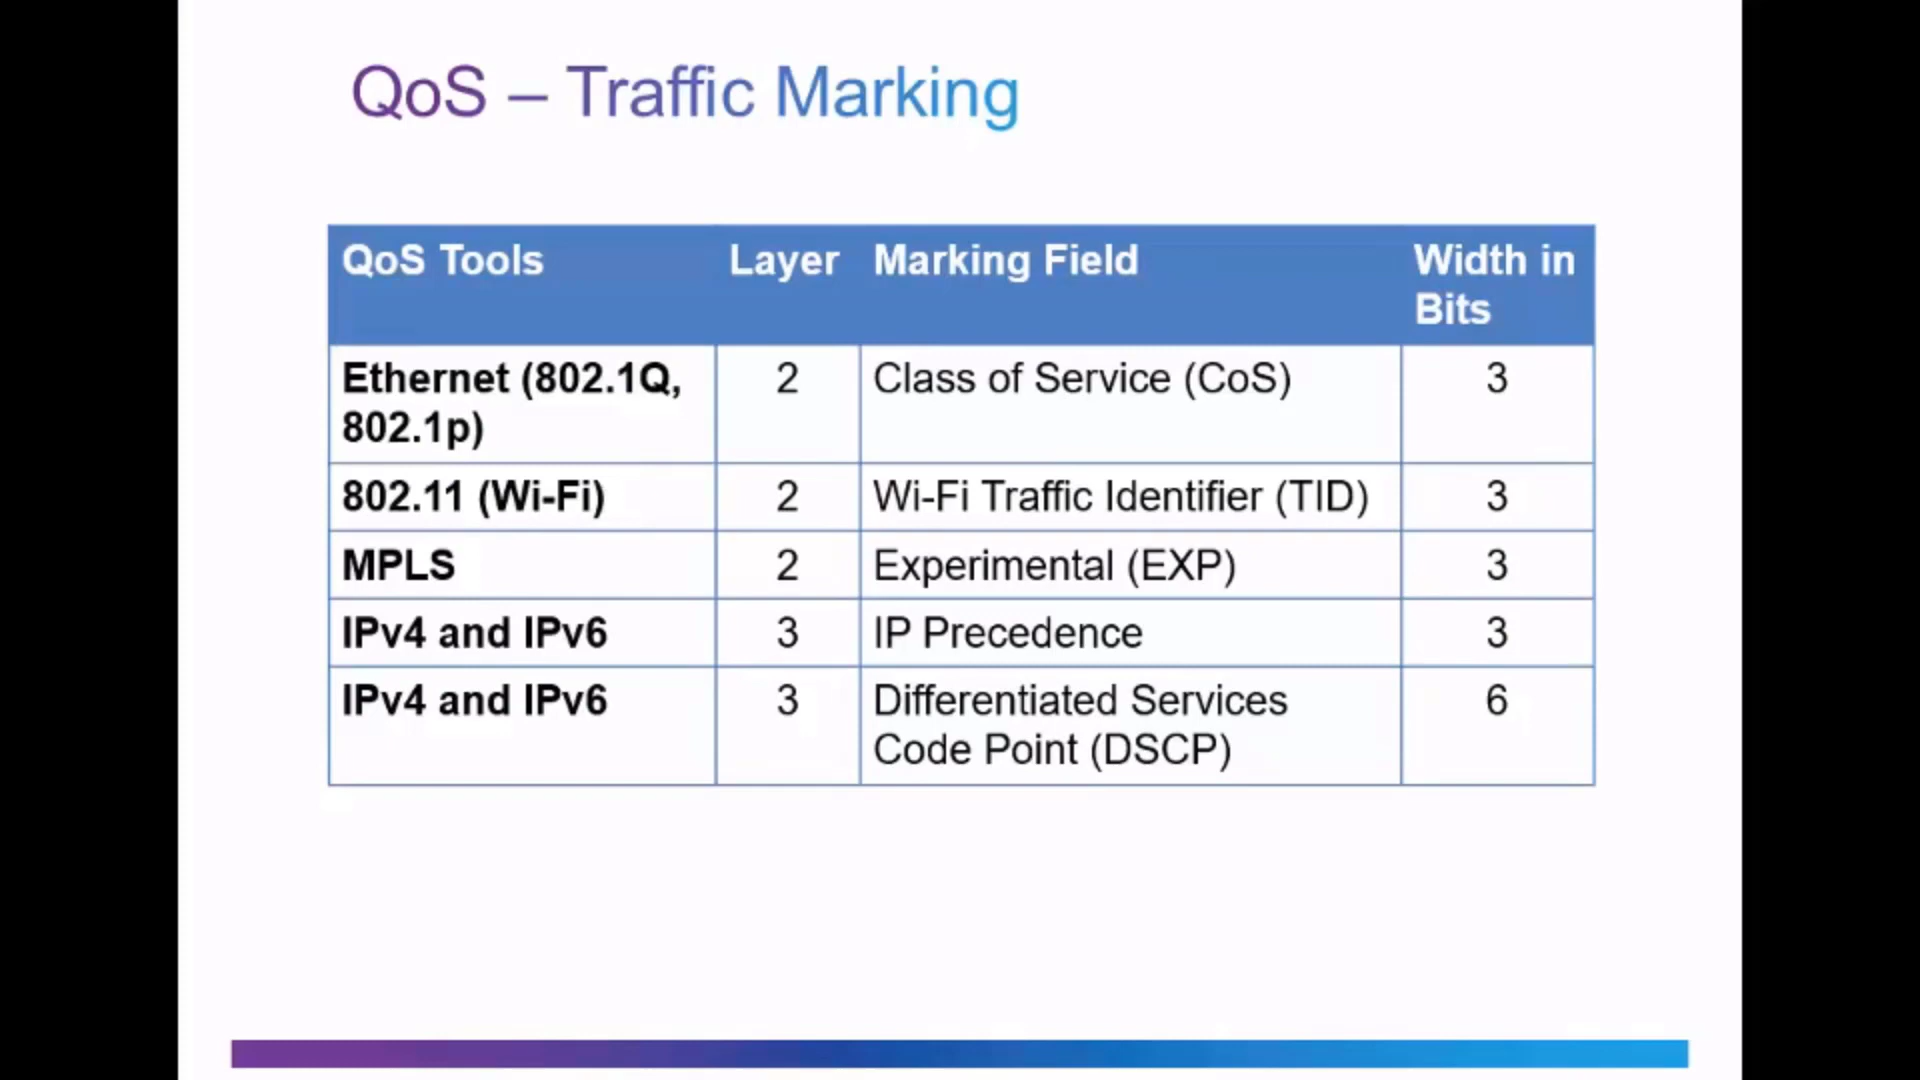 QoS – Traffic Marking
QoS Tools Layer Marking Field Width in
Bits
Ethernet (802.1Q, 2 Class of Service (CoS) 3
802.1p)
802.11 (Wi-Fi) 2 Wi-Fi Traffic Identifier (TID) 3
MPLS 2 Experimental (EXP) 3
IPv4 and IPv6 3 IP Precedence 3
IPv4 and IPv6 3 Differentiated Services 6
Code Point (DSCP)